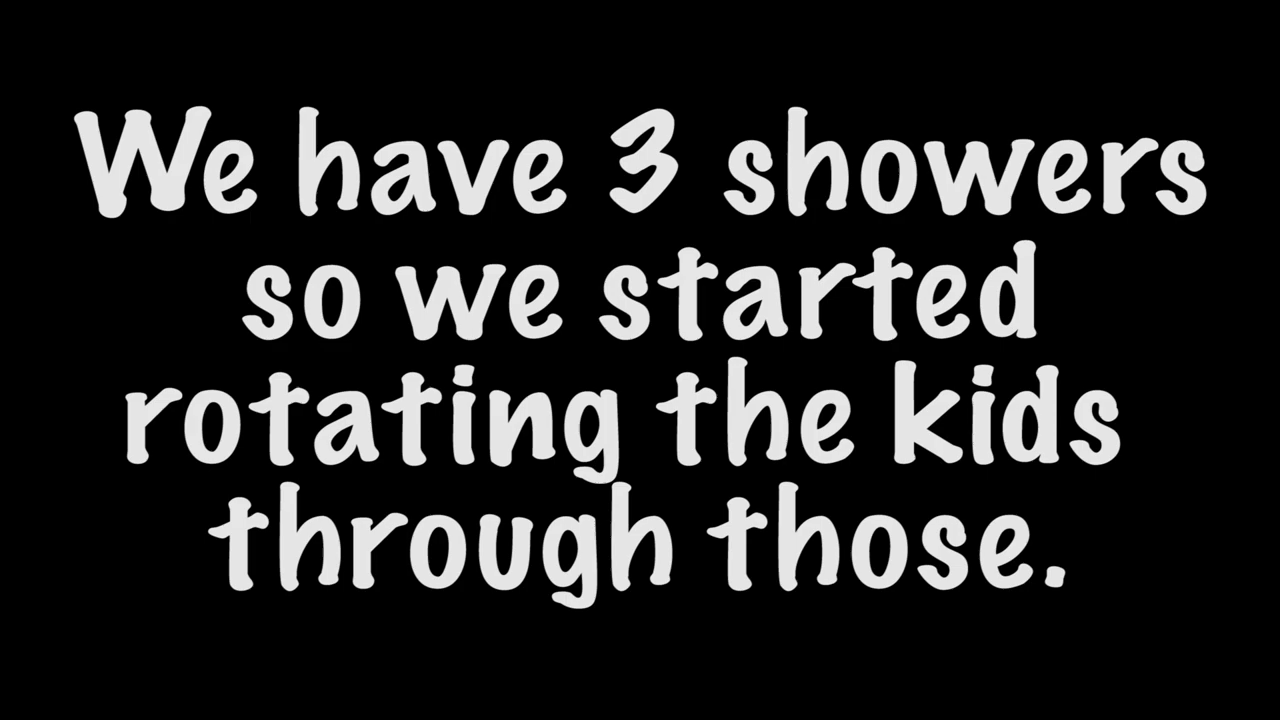 We have 3 showers
so we started
rotating the kids
through those.